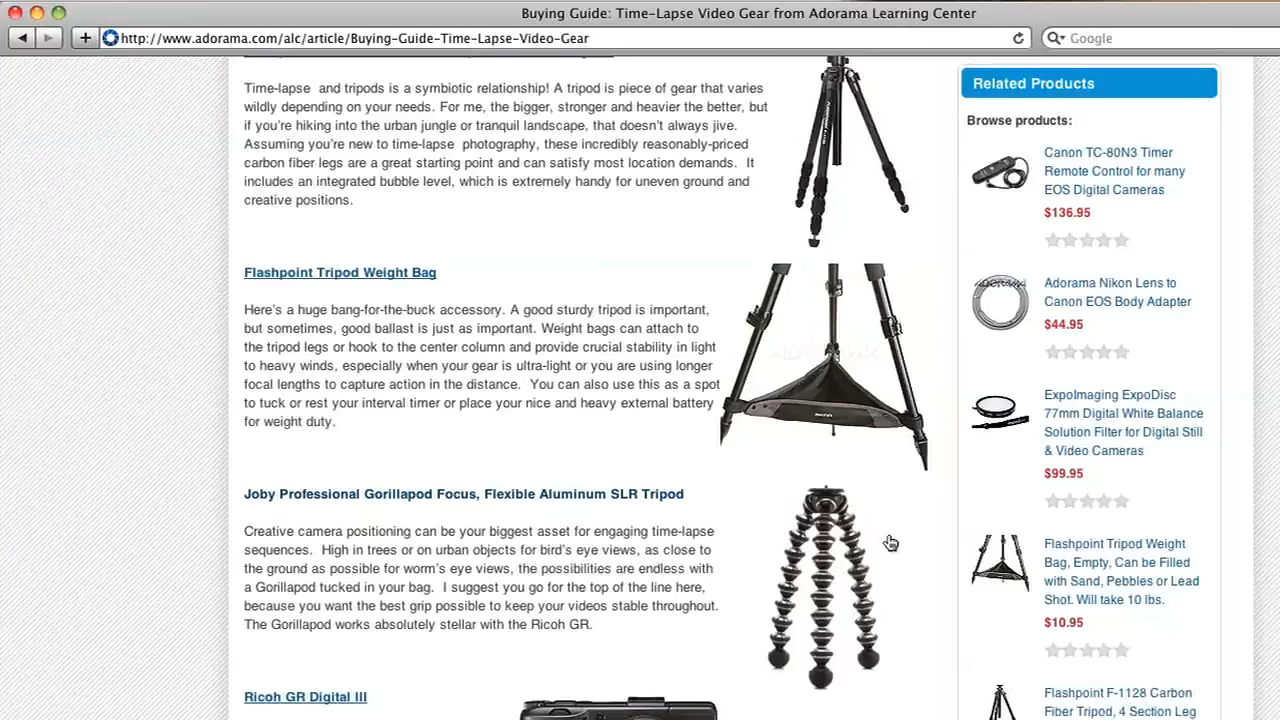 Buying Guide: Time-Lapse Video Gear from Adorama Learning Center
http://www.adorama.com/alc/article/Buying-Guide-Time-Lapse-Video-Gear
Google
Time-lapse and tripods is a symbiotic relationship! A tripod is piece of gear that varies
wildly depending on your needs. For me, the bigger, stronger and heavier the better, but
if you're hiking into the urban jungle or tranquil landscape, that doesn't always jive.
Assuming you're new to time-lapse photography, these incredibly reasonably-priced
carbon fiber legs are a great starting point and can satisfy most location demands. It
includes an integrated bubble level, which is extremely handy for uneven ground and
creative positions.
Flashpoint Tripod Weight Bag
Here's a huge bang-for-the-buck accessory. A good sturdy tripod is important,
but sometimes, good ballast is just as important. Weight bags can attach to
the tripod legs or hook to the center column and provide crucial stability in light
to heavy winds, especially when your gear is ultra-light or you are using longer
focal lengths to capture action in the distance. You can also use this as a spot
to tuck or rest your interval timer or place your nice and heavy external battery
for weight duty.
Joby Professional Gorillapod Focus, Flexible Aluminum SLR Tripod
Creative camera positioning can be your biggest asset for engaging time-lapse
sequences. High in trees or on urban objects for bird's eye views, as close to
the ground as possible for worm's eye views, the possibilities are endless with
a Gorillapod tucked in your bag. I suggest you go for the top of the line here,
because you want the best grip possible to keep your videos stable throughout.
The Gorillapod works absolutely stellar with the Ricoh GR.
Ricoh GR Digital III
Related Products
Browse products:
Canon TC-80N3 Timer
Remote Control for many
EOS Digital Cameras
$136.95
Adorama Nikon Lens to
Canon EOS Body Adapter
$44.95
ExpoImaging ExpoDisc
77mm Digital White Balance
Solution Filter for Digital Still
& Video Cameras
$99.95
Flashpoint Tripod Weight
Bag, Empty, Can be Filled
with Sand, Pebbles or Lead
Shot. Will take 10 lbs.
$10.95
Flashpoint F-1128 Carbon
Fiber Tripod, 4 Section Leg